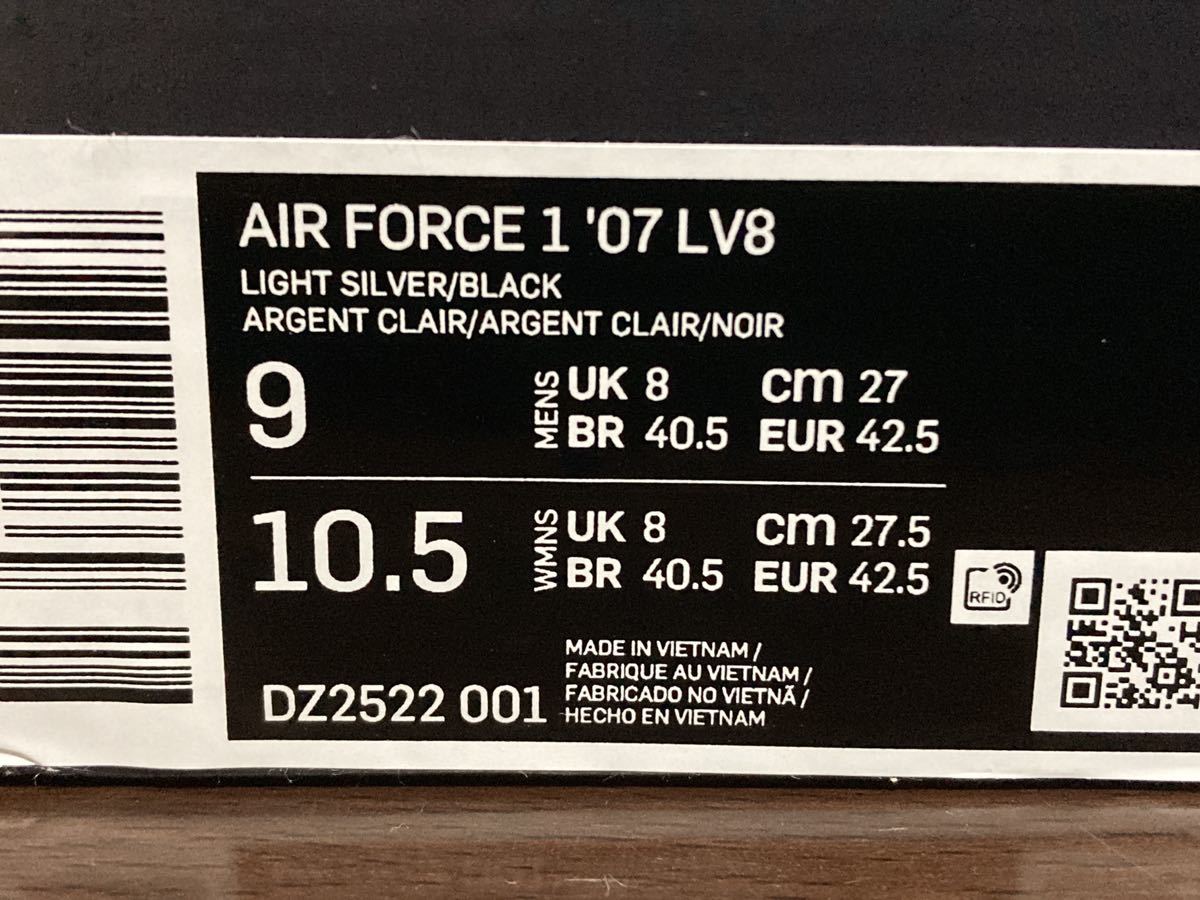 AIR FORCE 1 '07 LV8
LIGHT SILVER/BLACK
ARGENT CLAIR/ARGENT CLAIR/NOIR
9 MENS UK 8 cm 27
BR 40.5 EUR 42.5
10.5 WMNS UK 8 cm 27.5
BR 40.5 EUR 42.5
RFID
MADE IN VIETNAM /
FABRIQUE AU VIETNAM /
FABRICADO NO VIETNÃ /
HECHO EN VIETNAM
DZ2522 001